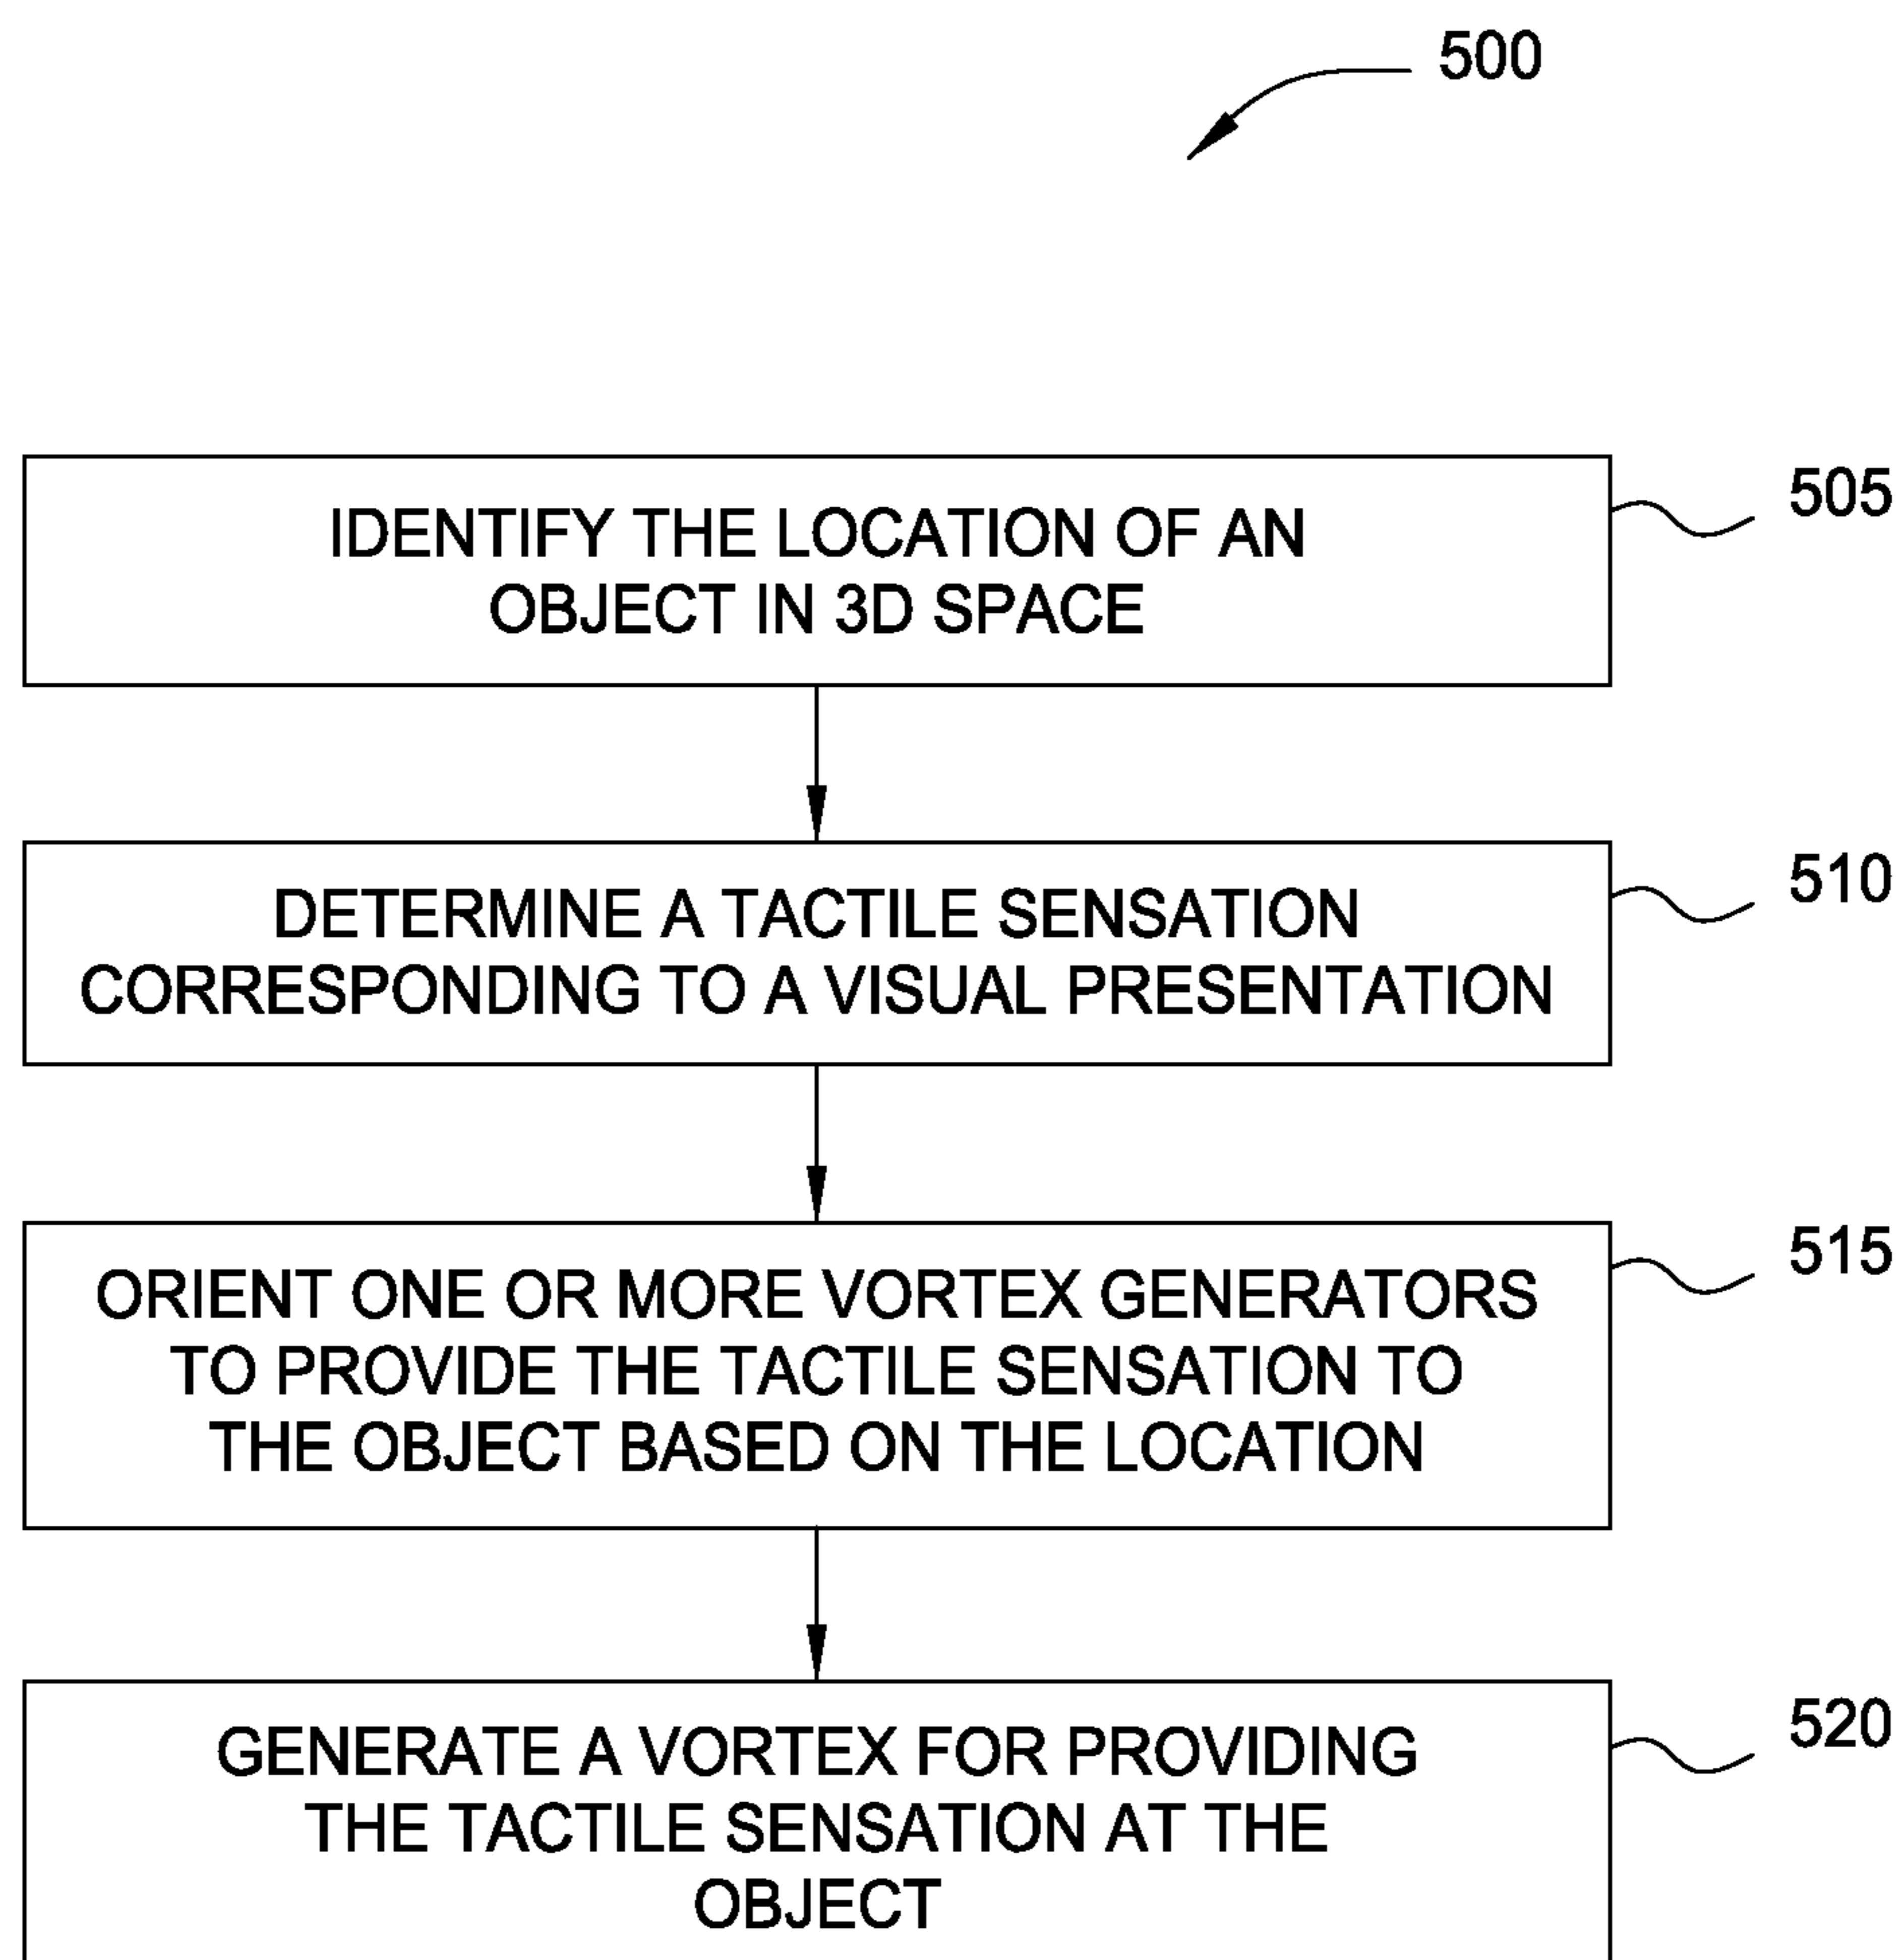 500
IDENTIFY THE LOCATION OF AN
OBJECT IN 3D SPACE
505
DETERMINE A TACTILE SENSATION
CORRESPONDING TO A VISUAL PRESENTATION
510
ORIENT ONE OR MORE VORTEX GENERATORS
TO PROVIDE THE TACTILE SENSATION TO
THE OBJECT BASED ON THE LOCATION
515
GENERATE A VORTEX FOR PROVIDING
THE TACTILE SENSATION AT THE
OBJECT
520